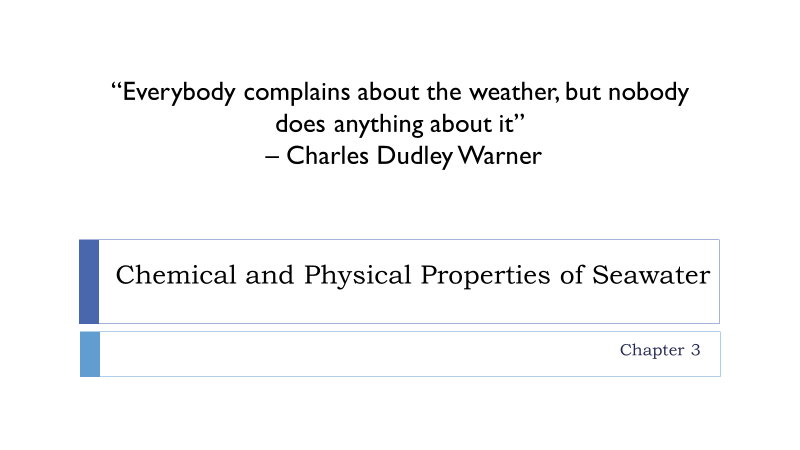 “Everybody complains about the weather, but nobody
does anything about it”
– Charles Dudley Warner
Chemical and Physical Properties of Seawater
Chapter 3